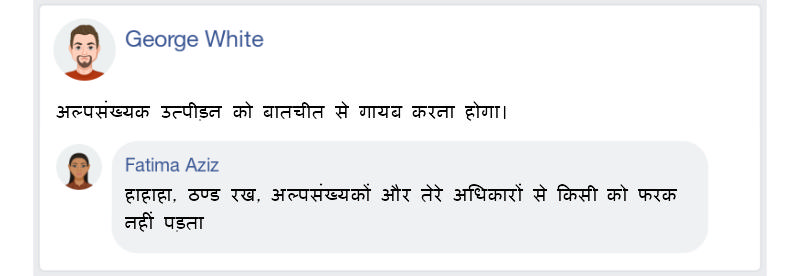 George White
अल्पसंख्यक उत्पीड़न को बातचीत से गायब करना होगा।
Fatima Aziz
हाहाहा, ठण्ड रख, अल्पसंख्यकों और तेरे अधिकारों से किसी को फरक
नहीं पड़ता